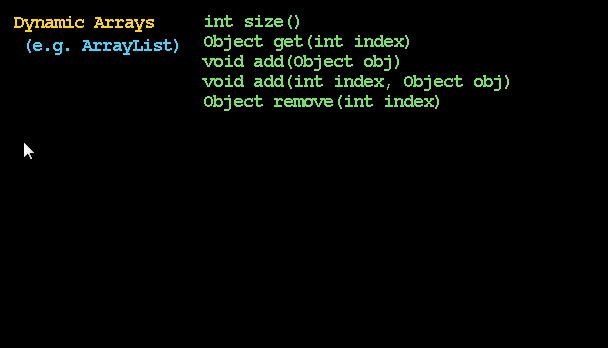 Dynamic Arrays
(e.g. ArrayList)
int size()
Object get(int index)
void add(Object obj)
void add(int index, Object obj)
Object remove(int index)